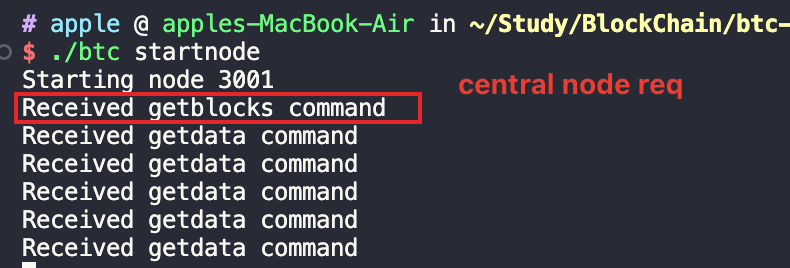 # apple @ apples-MacBook-Air in ~/Study/BlockChain/btc-
$ ./btc startnode
Starting node 3001
central node req
Received getblocks command
Received getdata command
Received getdata command
Received getdata command
Received getdata command
Received getdata command